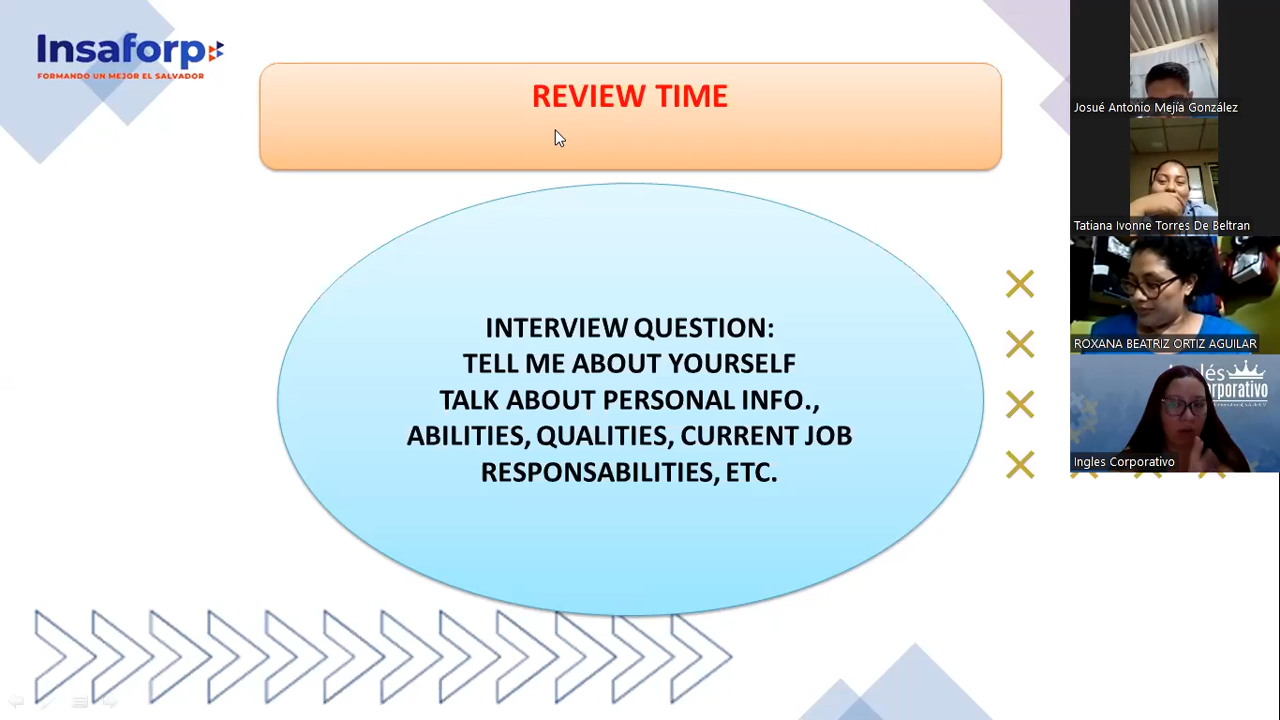 Insaforp
FORMANDO UN MEJOR EL SALVADOR
REVIEW TIME
INTERVIEW QUESTION:
TELL ME ABOUT YOURSELF
TALK ABOUT PERSONAL INFO.,
ABILITIES, QUALITIES, CURRENT JOB
RESPONSABILITIES, ETC.
Josué Antonio Mejía González
Tatiana Ivonne Torres De Beltran
ROXANA BEATRIZ ORTIZ AGUILAR
Ingles Corporativo